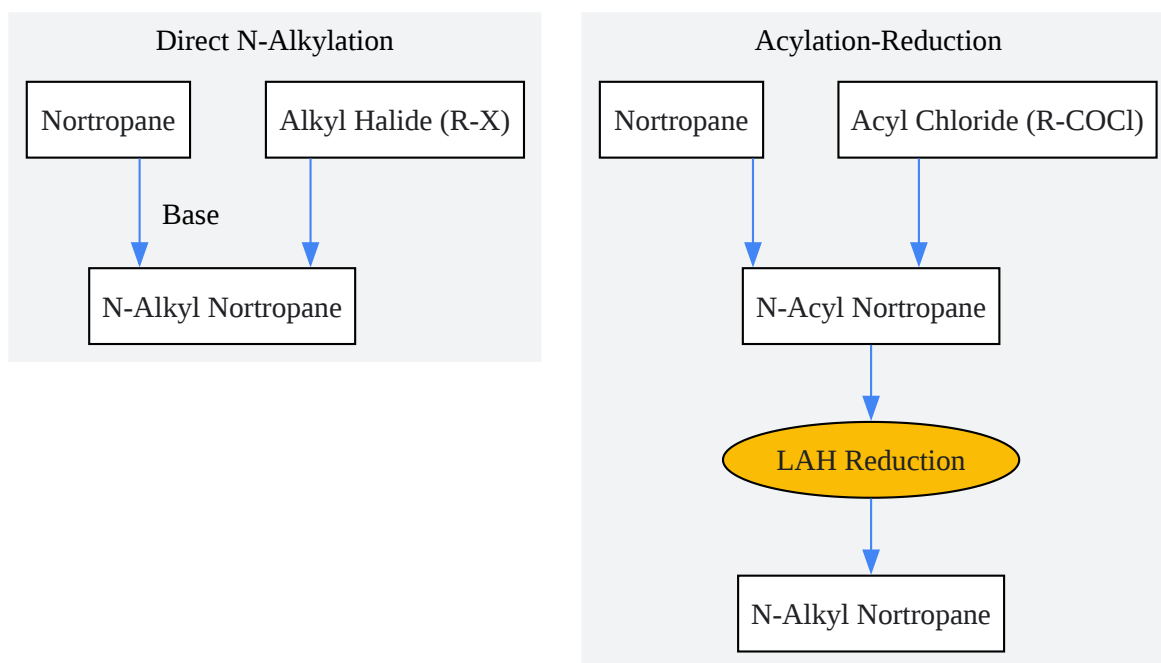 Direct N-Alkylation
Nortropane
Alkyl Halide (R-X)
Base
N-Alkyl Nortropane
Acylation-Reduction
Nortropane
Acyl Chloride (R-COCl)
N-Acyl Nortropane
LAH Reduction
N-Alkyl Nortropane